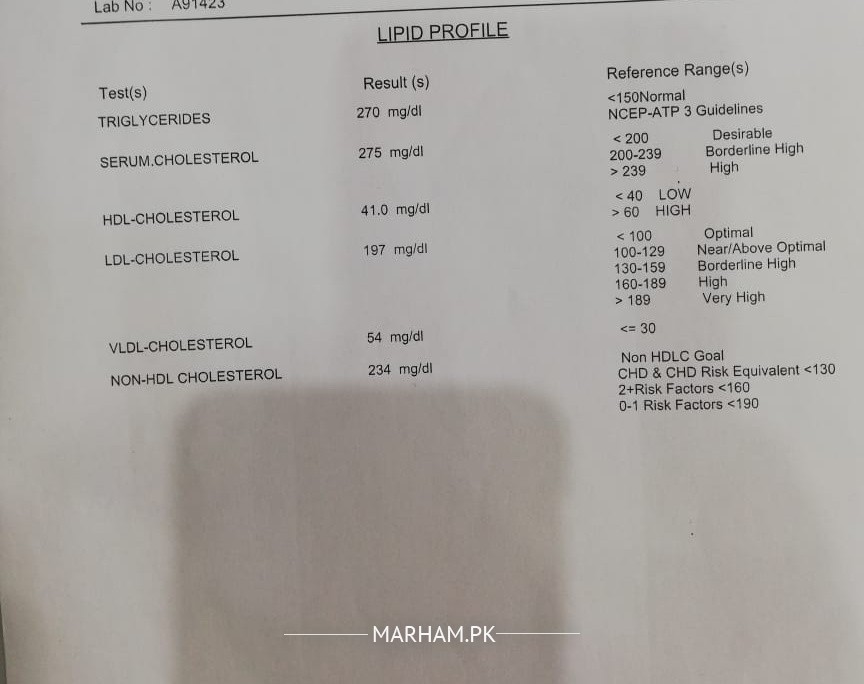 Lab No : A91423
LIPID PROFILE
Test(s) Result (s) Reference Range(s)
TRIGLYCERIDES 270 mg/dl <150Normal
NCEP-ATP 3 Guidelines
SERUM.CHOLESTEROL 275 mg/dl < 200 Desirable
200-239 Borderline High
> 239 High
HDL-CHOLESTEROL 41.0 mg/dl < 40 LOW
> 60 HIGH
LDL-CHOLESTEROL 197 mg/dl < 100 Optimal
100-129 Near/Above Optimal
130-159 Borderline High
160-189 High
> 189 Very High
VLDL-CHOLESTEROL 54 mg/dl <= 30
NON-HDL CHOLESTEROL 234 mg/dl Non HDLC Goal
CHD & CHD Risk Equivalent <130
2+Risk Factors <160
0-1 Risk Factors <190
MARHAM.PK